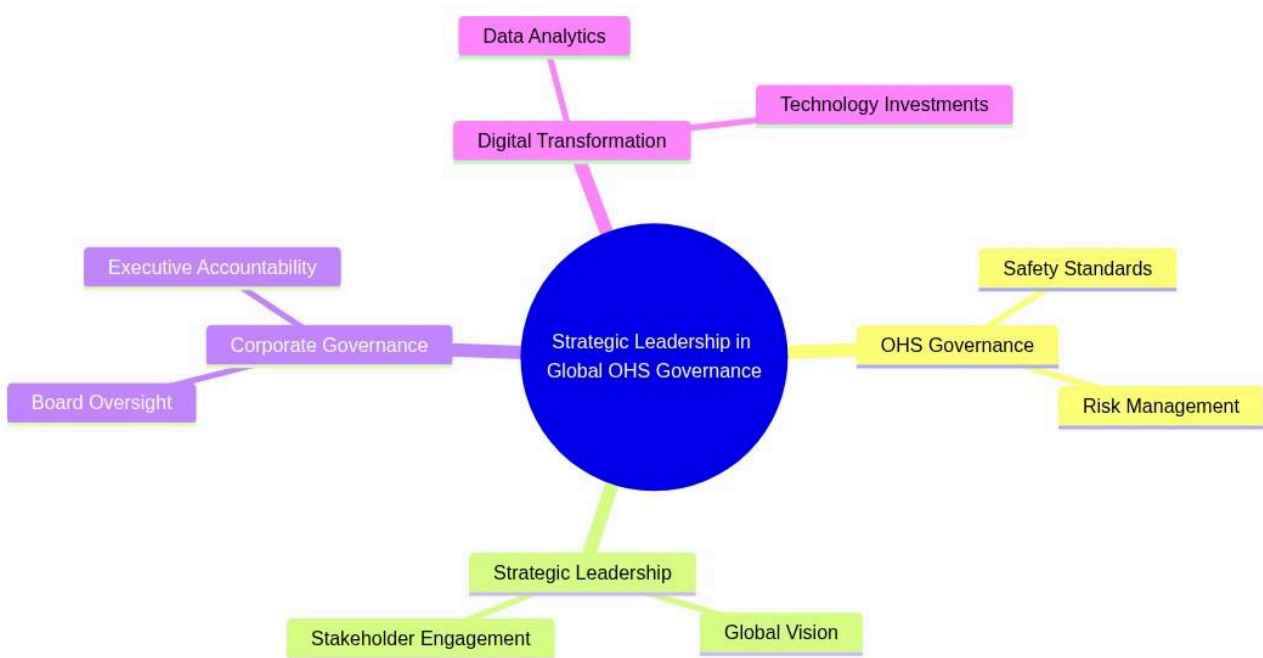 Data Analytics
Technology Investments
Digital Transformation
Executive Accountability
Safety Standards
Corporate Governance
Strategic Leadership in
Global OHS Governance
OHS Governance
Board Oversight
Risk Management
Strategic Leadership
Stakeholder Engagement
Global Vision